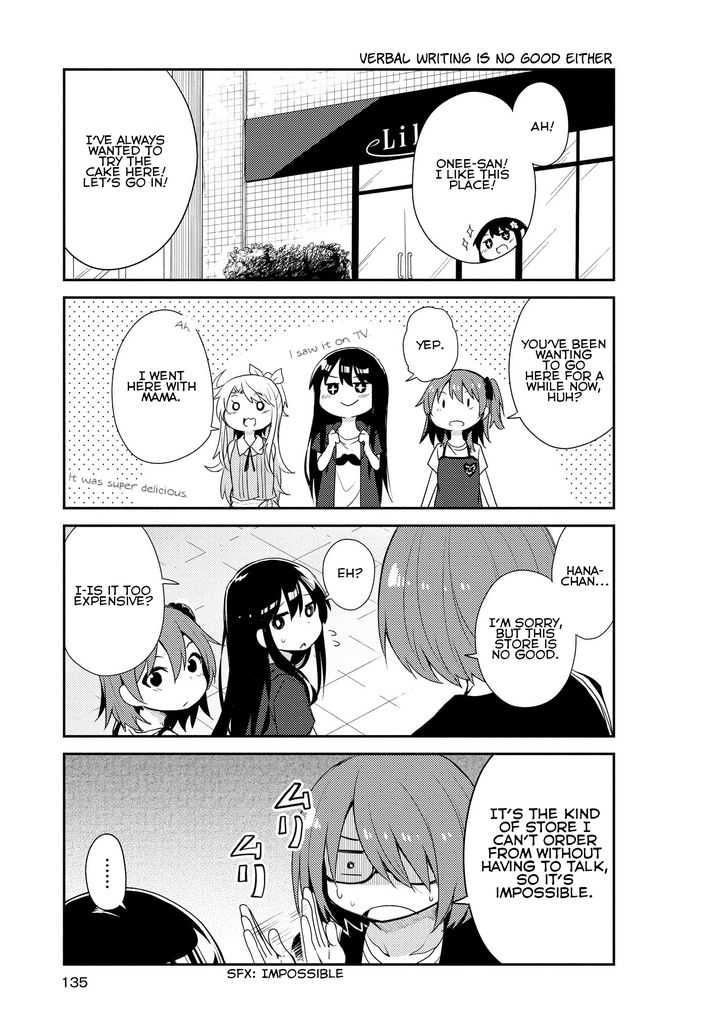 VERBAL WRITING IS NO GOOD EITHER
AH!
ONEE-SAN!
I LIKE THIS
PLACE!
Lil
I'VE ALWAYS
WANTED TO
TRY THE
CAKE HERE!
LET'S GO IN!
YOU'VE BEEN
WANTING
TO GO
HERE FOR A
WHILE NOW,
HUH?
YEP.
I saw it on TV.
Ah
I WENT
HERE WITH
MAMA.
It was super delicious.
HANA-
CHAN...
I'M SORRY,
BUT THIS
STORE IS
NO GOOD.
EH?
I-IS IT TOO
EXPENSIVE?
IT'S THE KIND
OF STORE I
CAN'T ORDER
FROM WITHOUT
HAVING TO TALK,
SO IT'S
IMPOSSIBLE.
ムリ
ムリ
......
SFX: IMPOSSIBLE
135